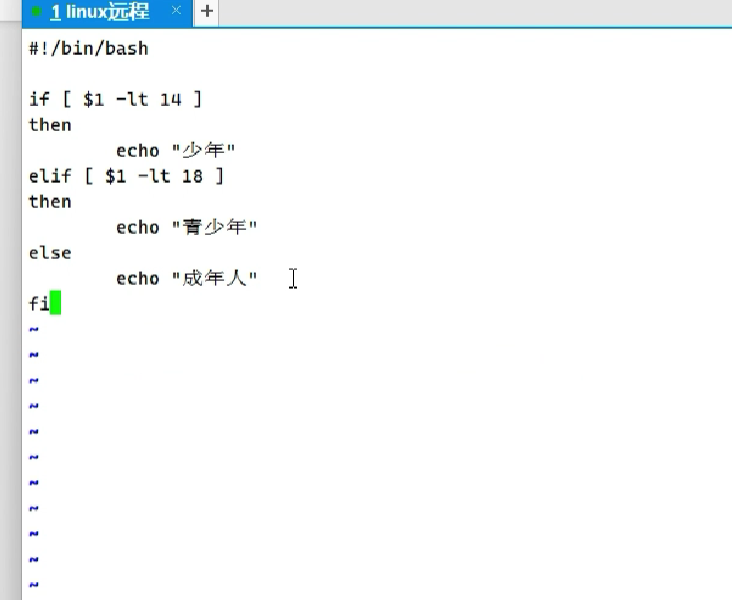 1 linux远程 × +
#!/bin/bash
if [ $1 -lt 14 ]
then
echo "少年"
elif [ $1 -lt 18 ]
then
echo "青少年"
else
echo "成年人"
fi
~
~
~
~
~
~
~
~
~
~
~